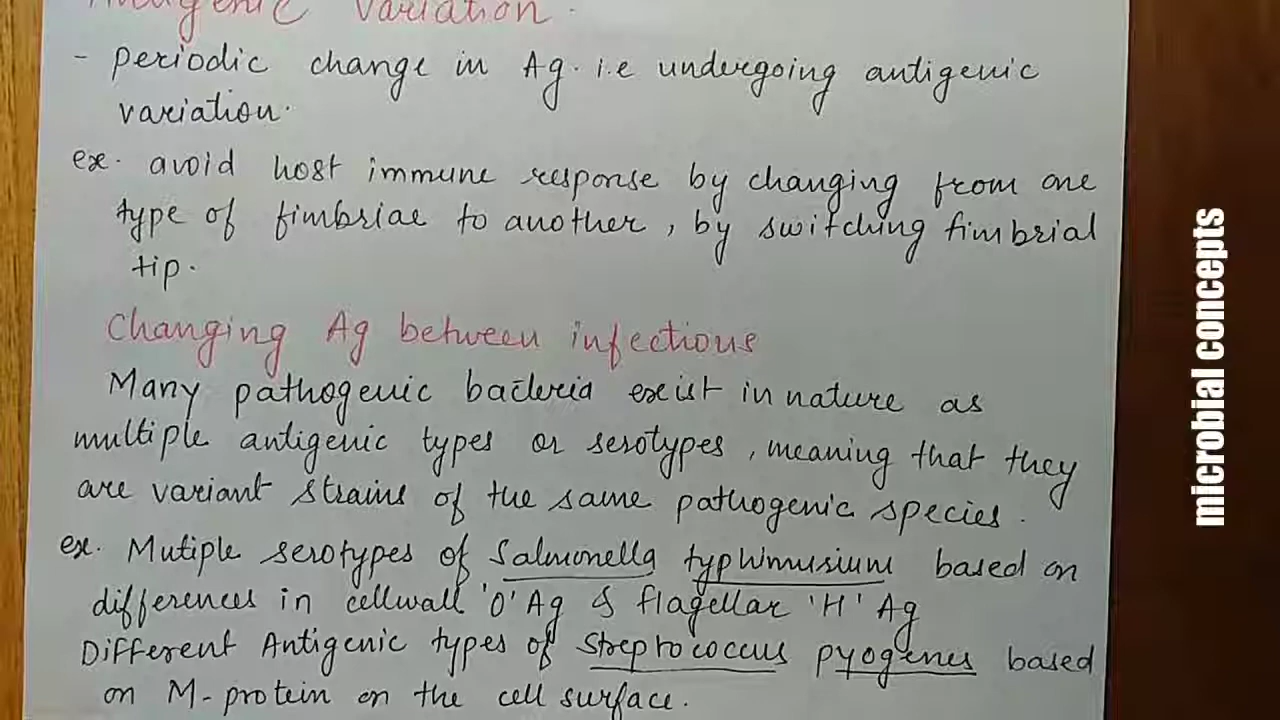 Antigenic Variation.
- periodic change in Ag. i.e undergoing antigenic
variation.
ex. avoid host immune response by changing from one
type of fimbriae to another, by switching fimbrial
tip.
Changing Ag between infections
Many pathogenic bacteria exist in nature as
multiple antigenic types or serotypes, meaning that they
are variant strains of the same pathogenic species.
ex. Mutiple serotypes of Salmonella typhimusium based on
differences in cellwall 'O' Ag & flagellar 'H' Ag
Different Antigenic types of Streptococcus pyogenes based
on M-protein on the cell surface.
microbial concepts